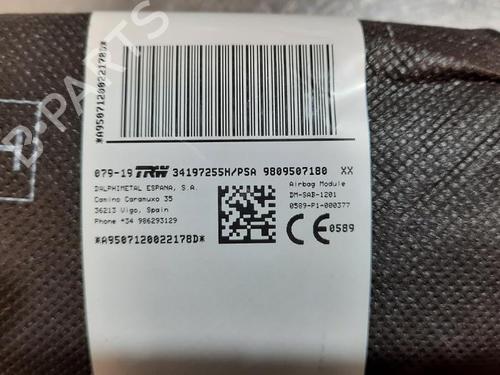 *A9507120022178D*
079-19 TRW 34197255H/PSA 9809507180 XX
DALPHIMETAL ESPANA, S.A.
Camino Caramuxo 35
36213 Vigo, Spain
Phone +34 986293129
Airbag Module
DM-SAB-1201
0589-P1-000377
*A9507120022178D*
CE 0589
B-PARTS